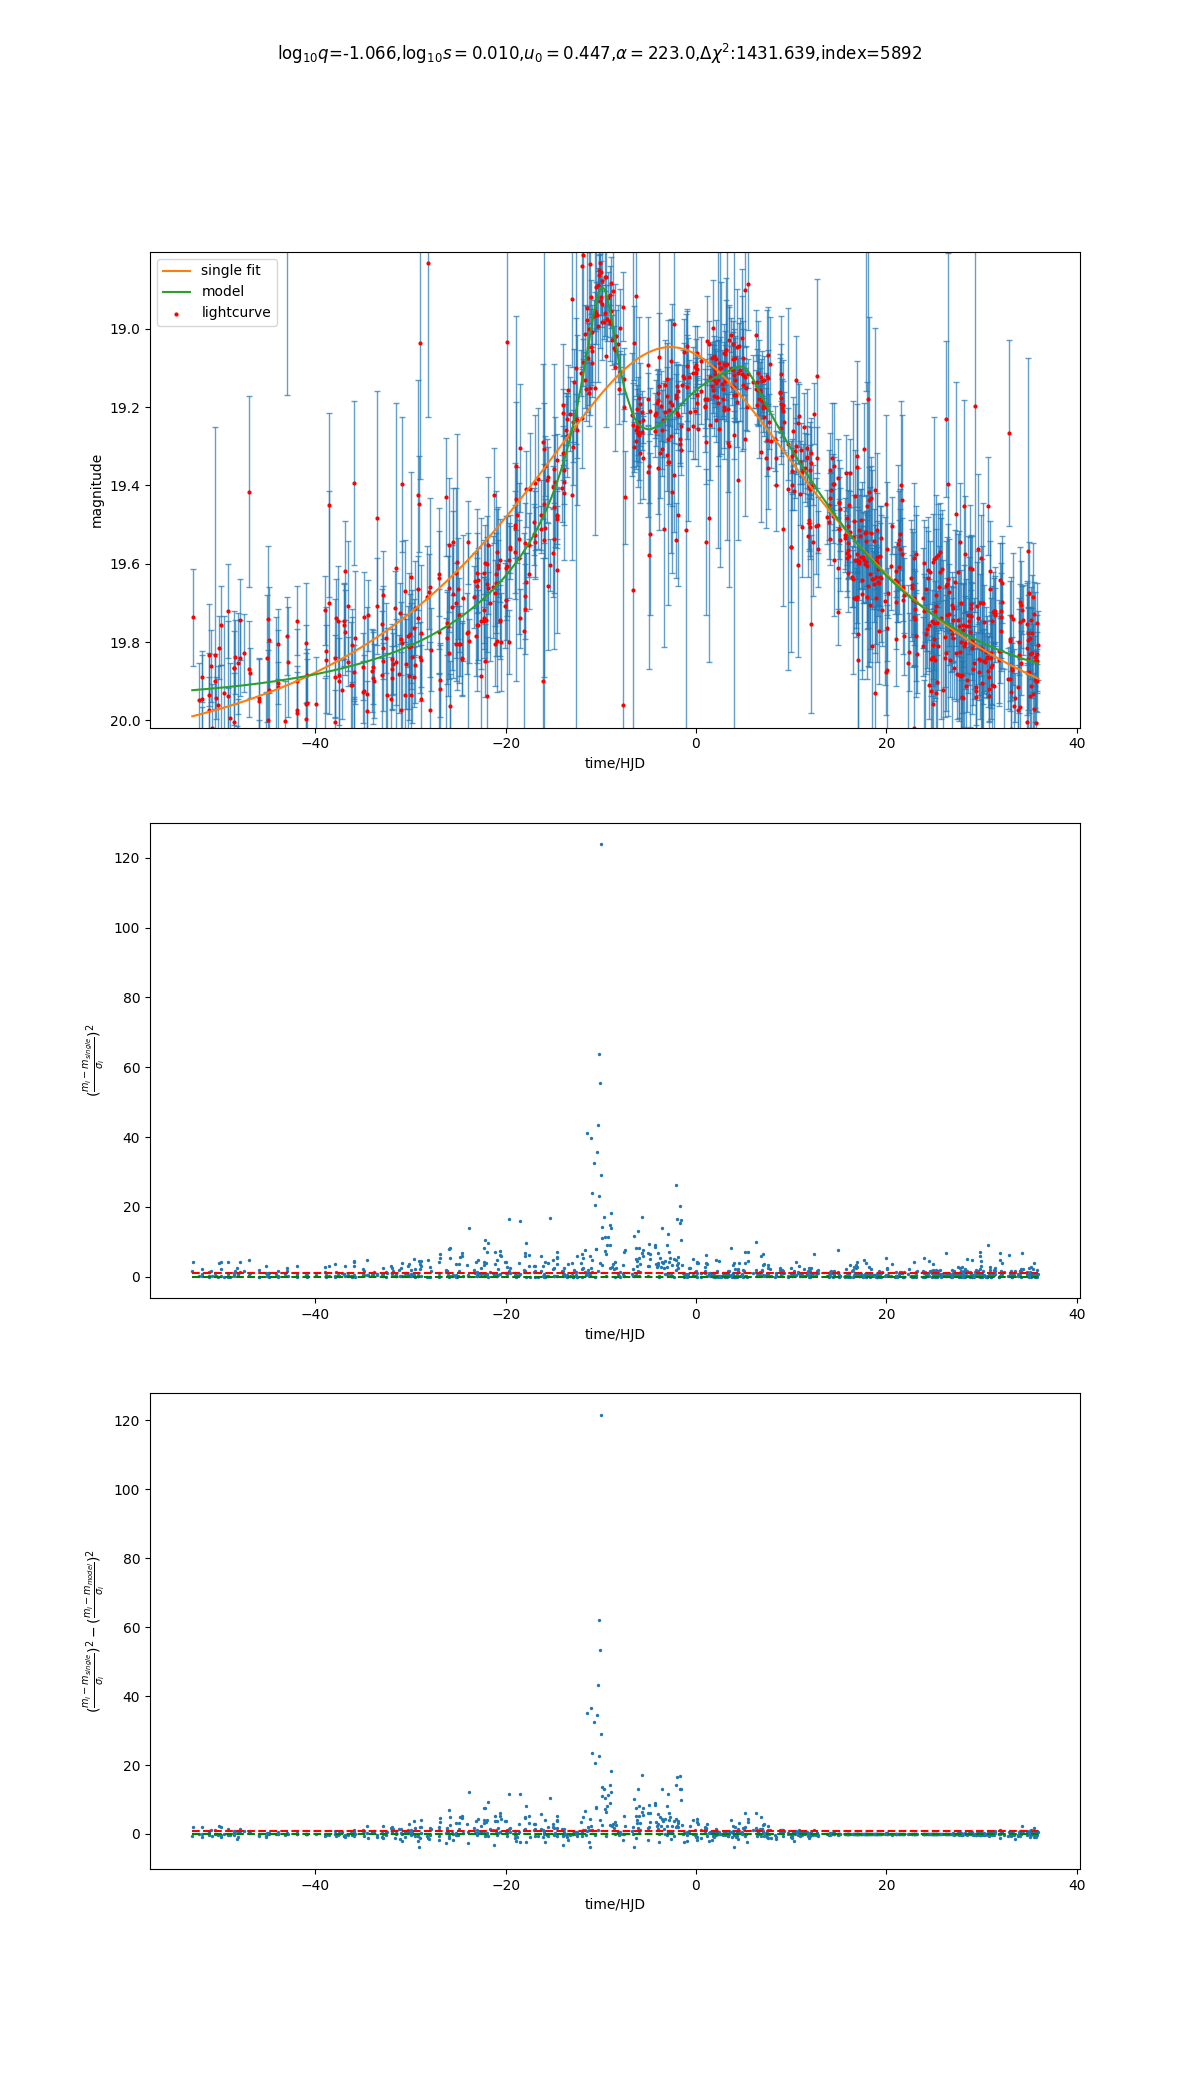 log₁₀q=-1.066,log₁₀s = 0.010,u₀ = 0.447,α = 223.0,Δχ²:1431.639,index=5892
single fit
model
lightcurve
magnitude
19.0
19.2
19.4
19.6
19.8
20.0
−40 −20 0 20 40
time/HJD
((mᵢ − m_single)/σᵢ)²
120
100
80
60
40
20
0
−40 −20 0 20 40
time/HJD
((mᵢ − m_single)/σᵢ)² − ((mᵢ − m_model)/σᵢ)²
120
100
80
60
40
20
0
−40 −20 0 20 40
time/HJD